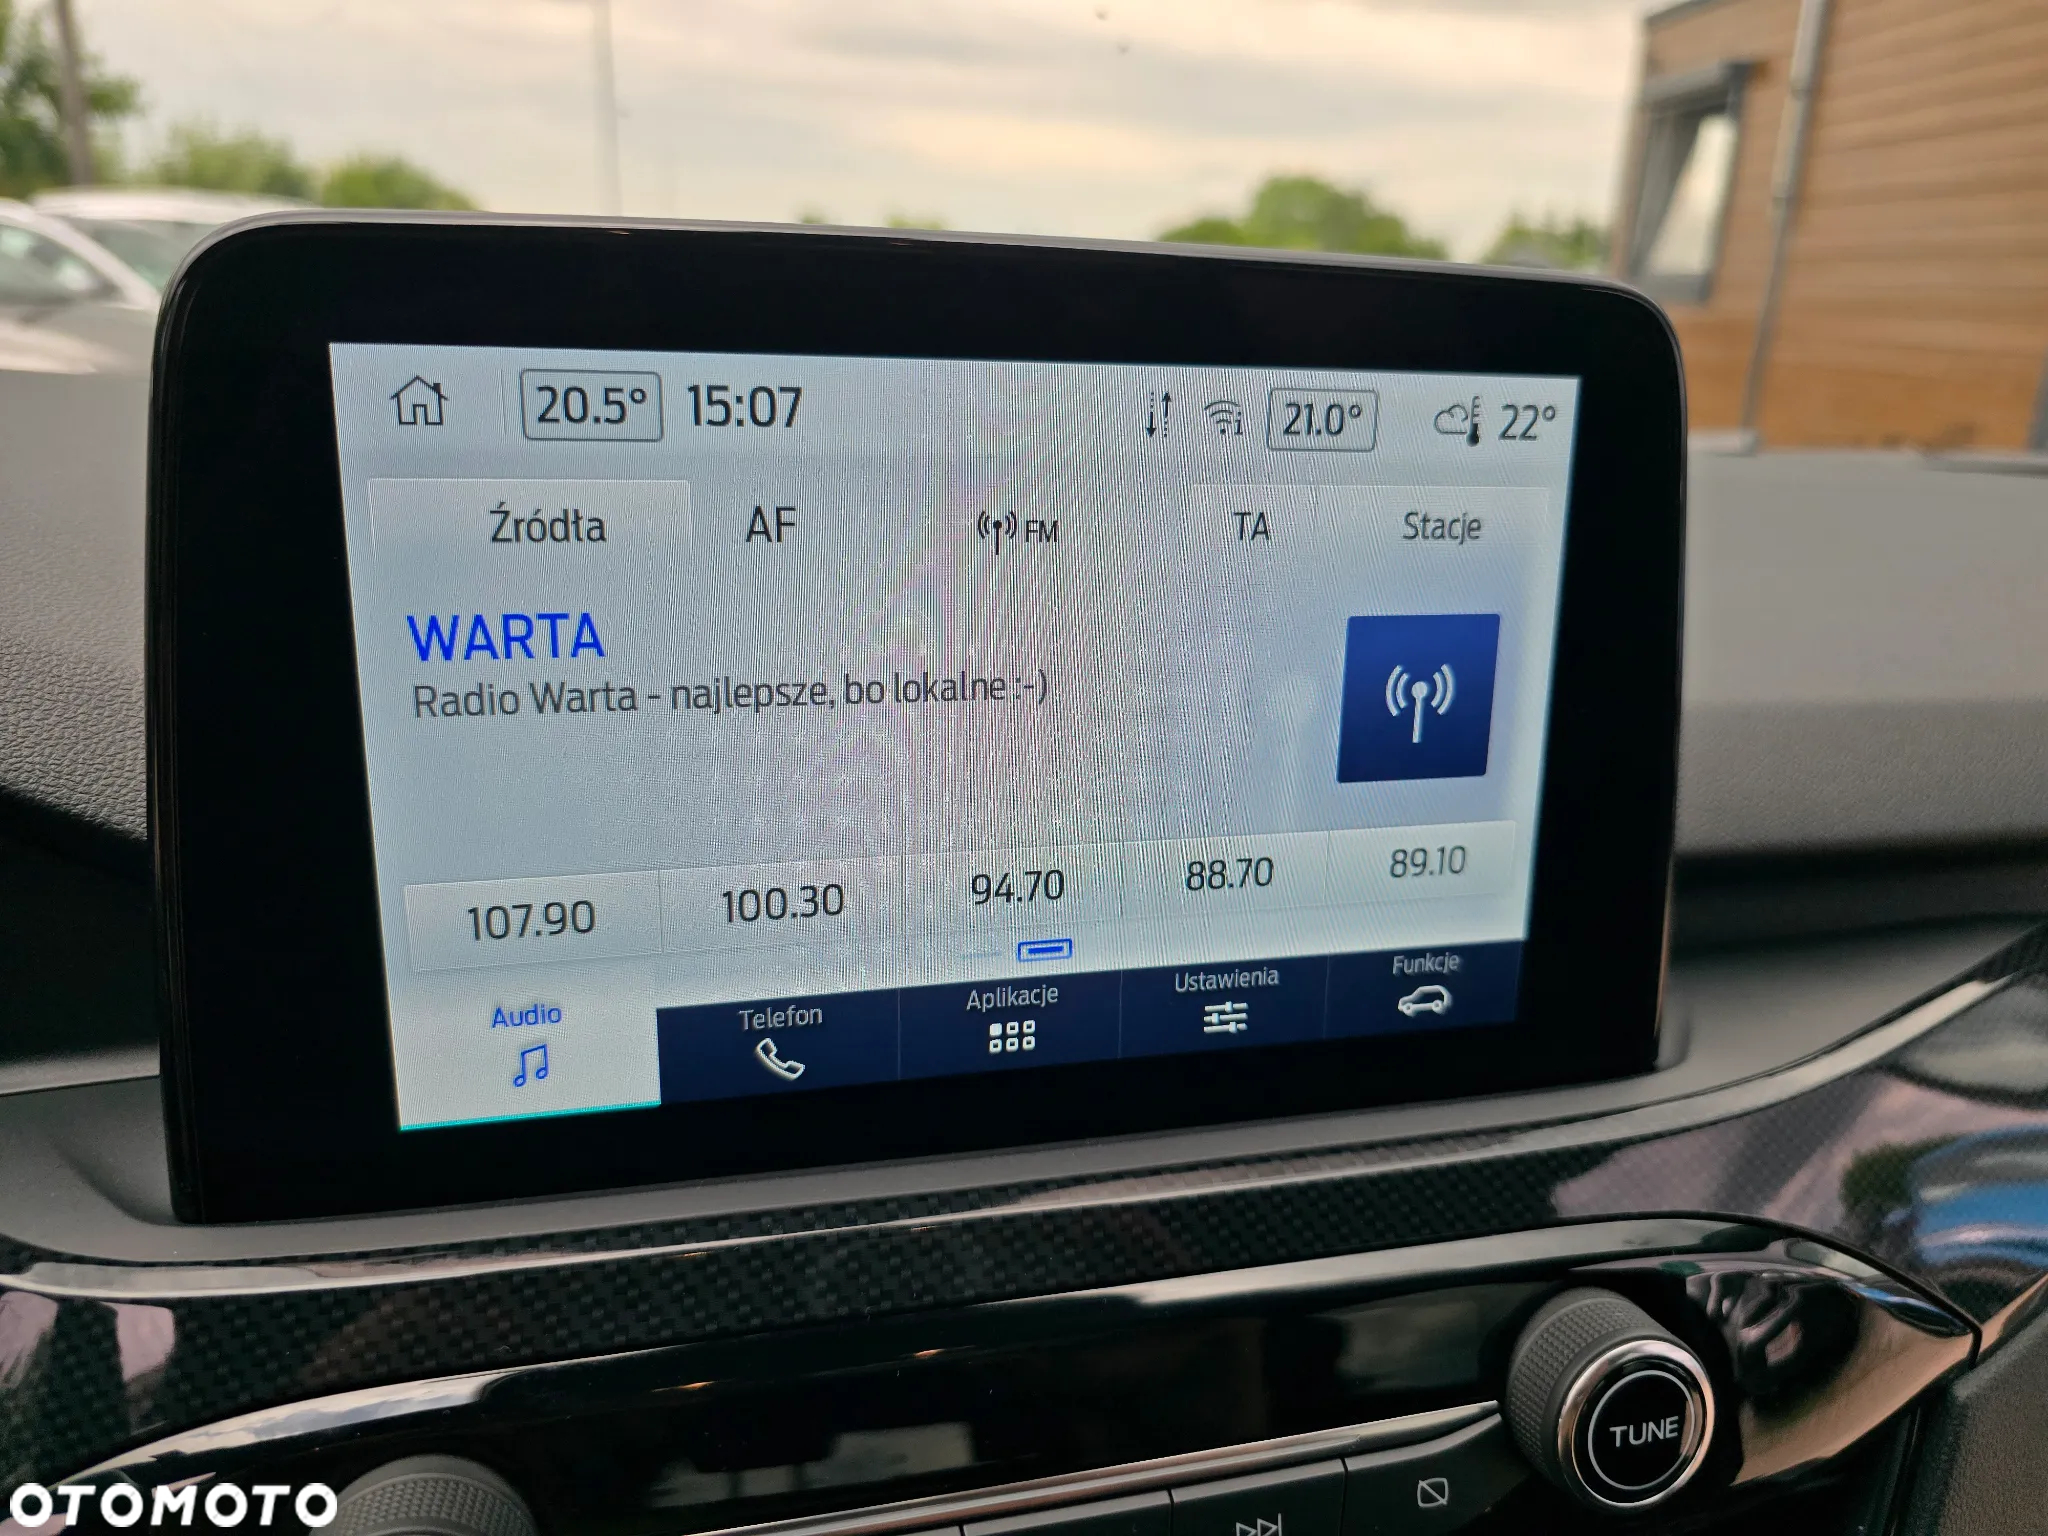 20.5° 15:07 21.0° 22°
Źródła AF FM TA Stacje
WARTA
Radio Warta - najlepsze, bo lokalne :-)
107.90 100.30 94.70 88.70 89.10
Audio Telefon Aplikacje Ustawienia Funkcje
TUNE
OTOMOTO